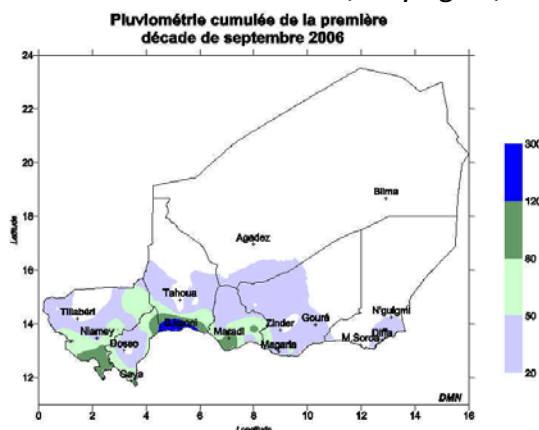 Pluviométrie cumulée de la première
décade de septembre 2006
24
22
20
18
16
14
12
Latitude
0 2 4 6 8 10 12 14 16
Longitude
Bilma
Agadez
Tahoua
Tillabéri
Niamey
Dosso
Gaya
Maradi
Zinder
Magaria
Gouré
N'guigmi
Diffa
M.Soroa
DMN
300
120
80
50
20